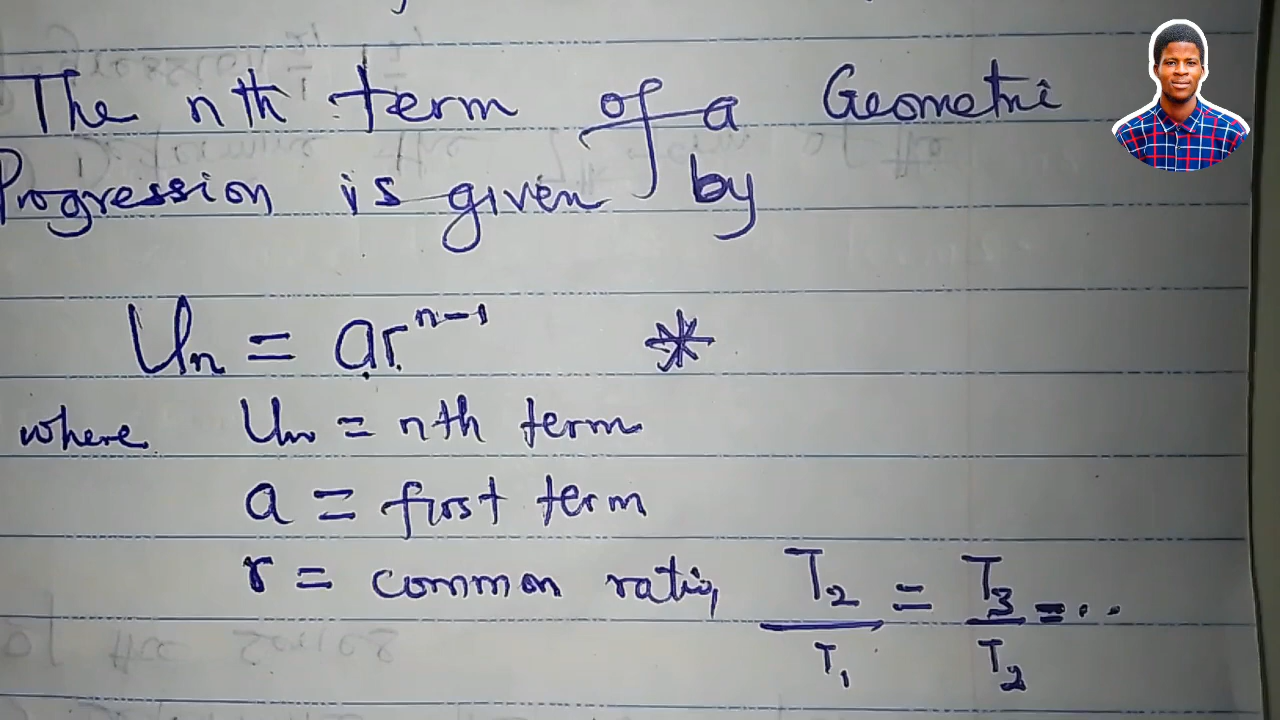 The nth term of a Geometric
Progression is given by
Uₙ = arⁿ⁻¹ *
where Uₙ = nth term
a = first term
r = common ratio, T₂/T₁ = T₃/T₂ = ..